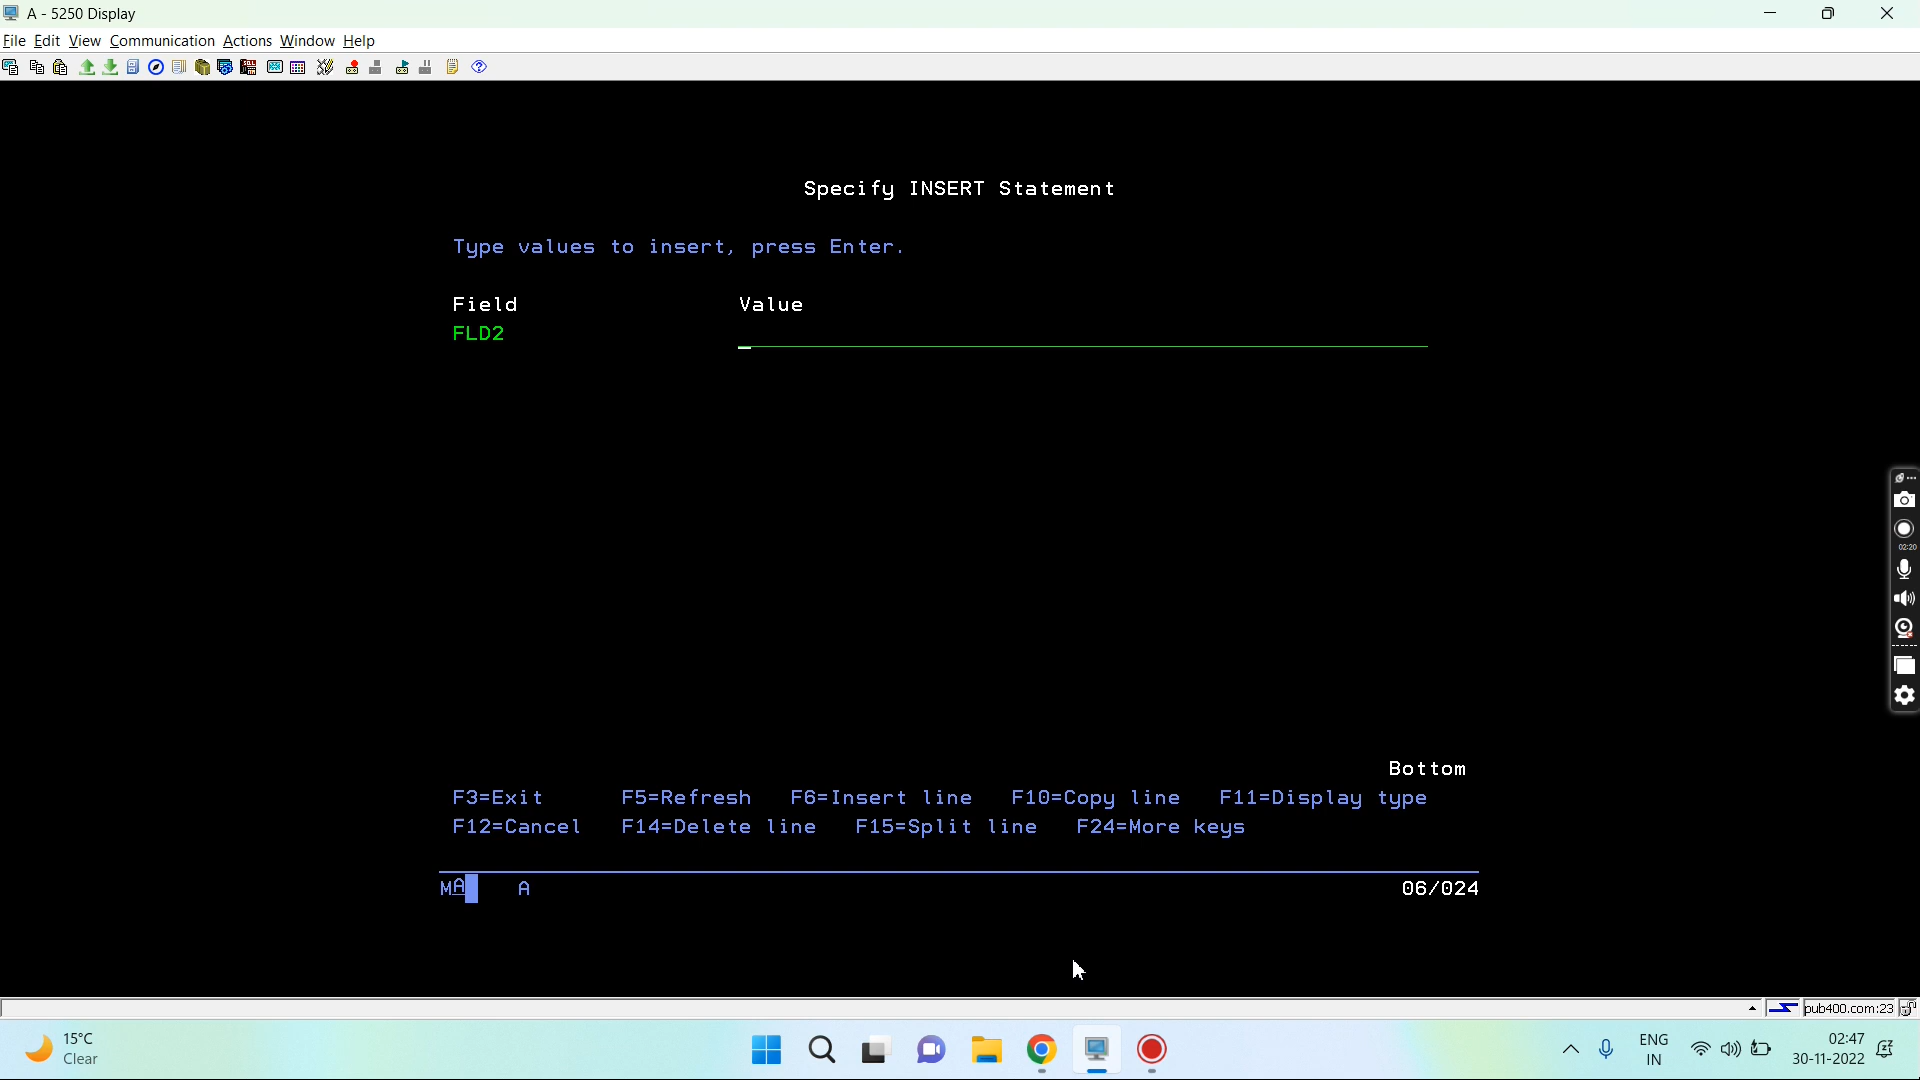 A - 5250 Display
File Edit View Communication Actions Window Help
Specify INSERT Statement
Type values to insert, press Enter.
Field Value
FLD2
02:20
Bottom
F3=Exit F5=Refresh F6=Insert line F10=Copy line F11=Display type
F12=Cancel F14=Delete line F15=Split line F24=More keys
MA A 06/024
pub400.com:23
15°C
Clear
ENG
IN
02:47
30-11-2022